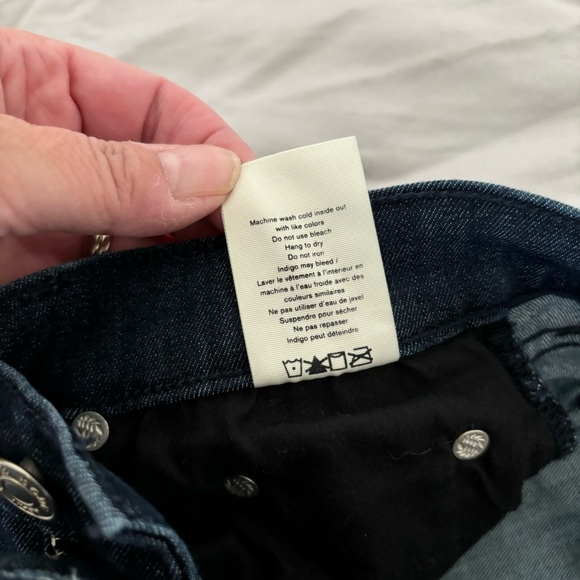 Machine wash cold inside out
with like colors
Do not use bleach
Hang to dry
Do not iron
Indigo may bleed /
Laver le vêtement à l'intérieur en
machine à l'eau froide avec des
couleurs similaires
Ne pas utiliser d'eau de javel
Suspendre pour sécher
Ne pas repasser
Indigo peut déteindre